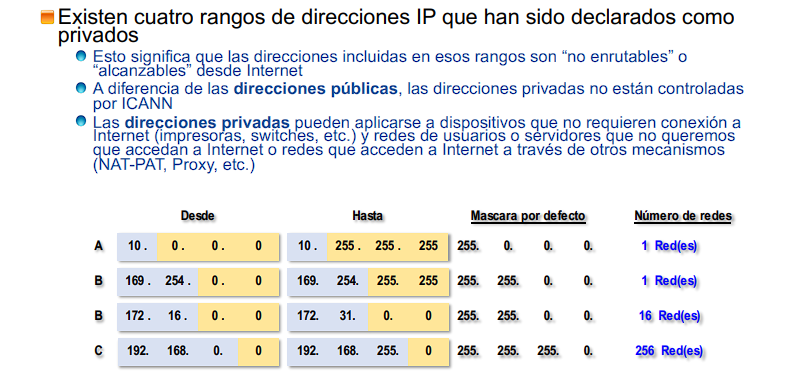 Existen cuatro rangos de direcciones IP que han sido declarados como
privados
Esto significa que las direcciones incluidas en esos rangos son “no enrutables” o
“alcanzables” desde Internet
A diferencia de las direcciones públicas, las direcciones privadas no están controladas
por ICANN
Las direcciones privadas pueden aplicarse a dispositivos que no requieren conexión a
Internet (impresoras, switches, etc.) y redes de usuarios o servidores que no queremos
que accedan a Internet o redes que acceden a Internet a través de otros mecanismos
(NAT-PAT, Proxy, etc.)
Desde Hasta Mascara por defecto Número de redes
A 10 . 0 . 0 . 0 10 . 255 . 255 . 255 255. 0. 0. 0. 1 Red(es)
B 169 . 254 . 0 . 0 169. 254. 255. 255 255. 255. 0. 0. 1 Red(es)
B 172 . 16 . 0 . 0 172. 31. 0. 0 255. 255. 0. 0. 16 Red(es)
C 192. 168. 0. 0 192. 168. 255. 0 255. 255. 255. 0. 256 Red(es)